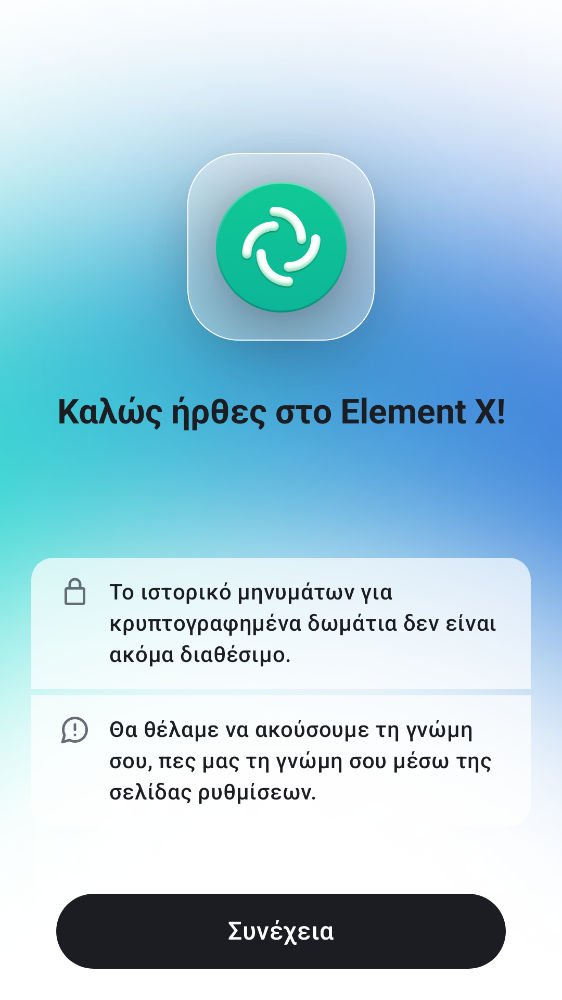 Καλώς ήρθες στο Element X!
Το ιστορικό μηνυμάτων για
κρυπτογραφημένα δωμάτια δεν είναι
ακόμα διαθέσιμο.
Θα θέλαμε να ακούσουμε τη γνώμη
σου, πες μας τη γνώμη σου μέσω της
σελίδας ρυθμίσεων.
Συνέχεια